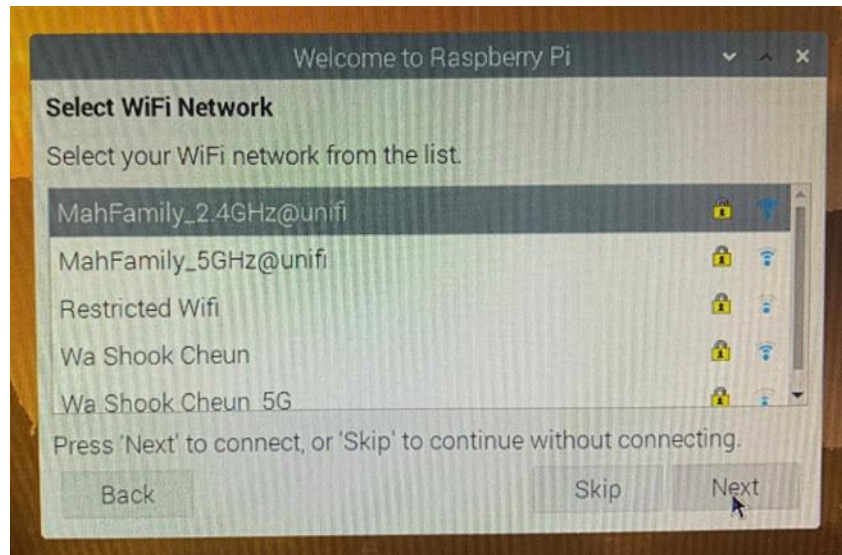 Welcome to Raspberry Pi
Select WiFi Network
Select your WiFi network from the list.
MahFamily_2.4GHz@unifi
MahFamily_5GHz@unifi
Restricted Wifi
Wa Shook Cheun
Wa Shook Cheun 5G
Press 'Next' to connect, or 'Skip' to continue without connecting.
Back Skip Next